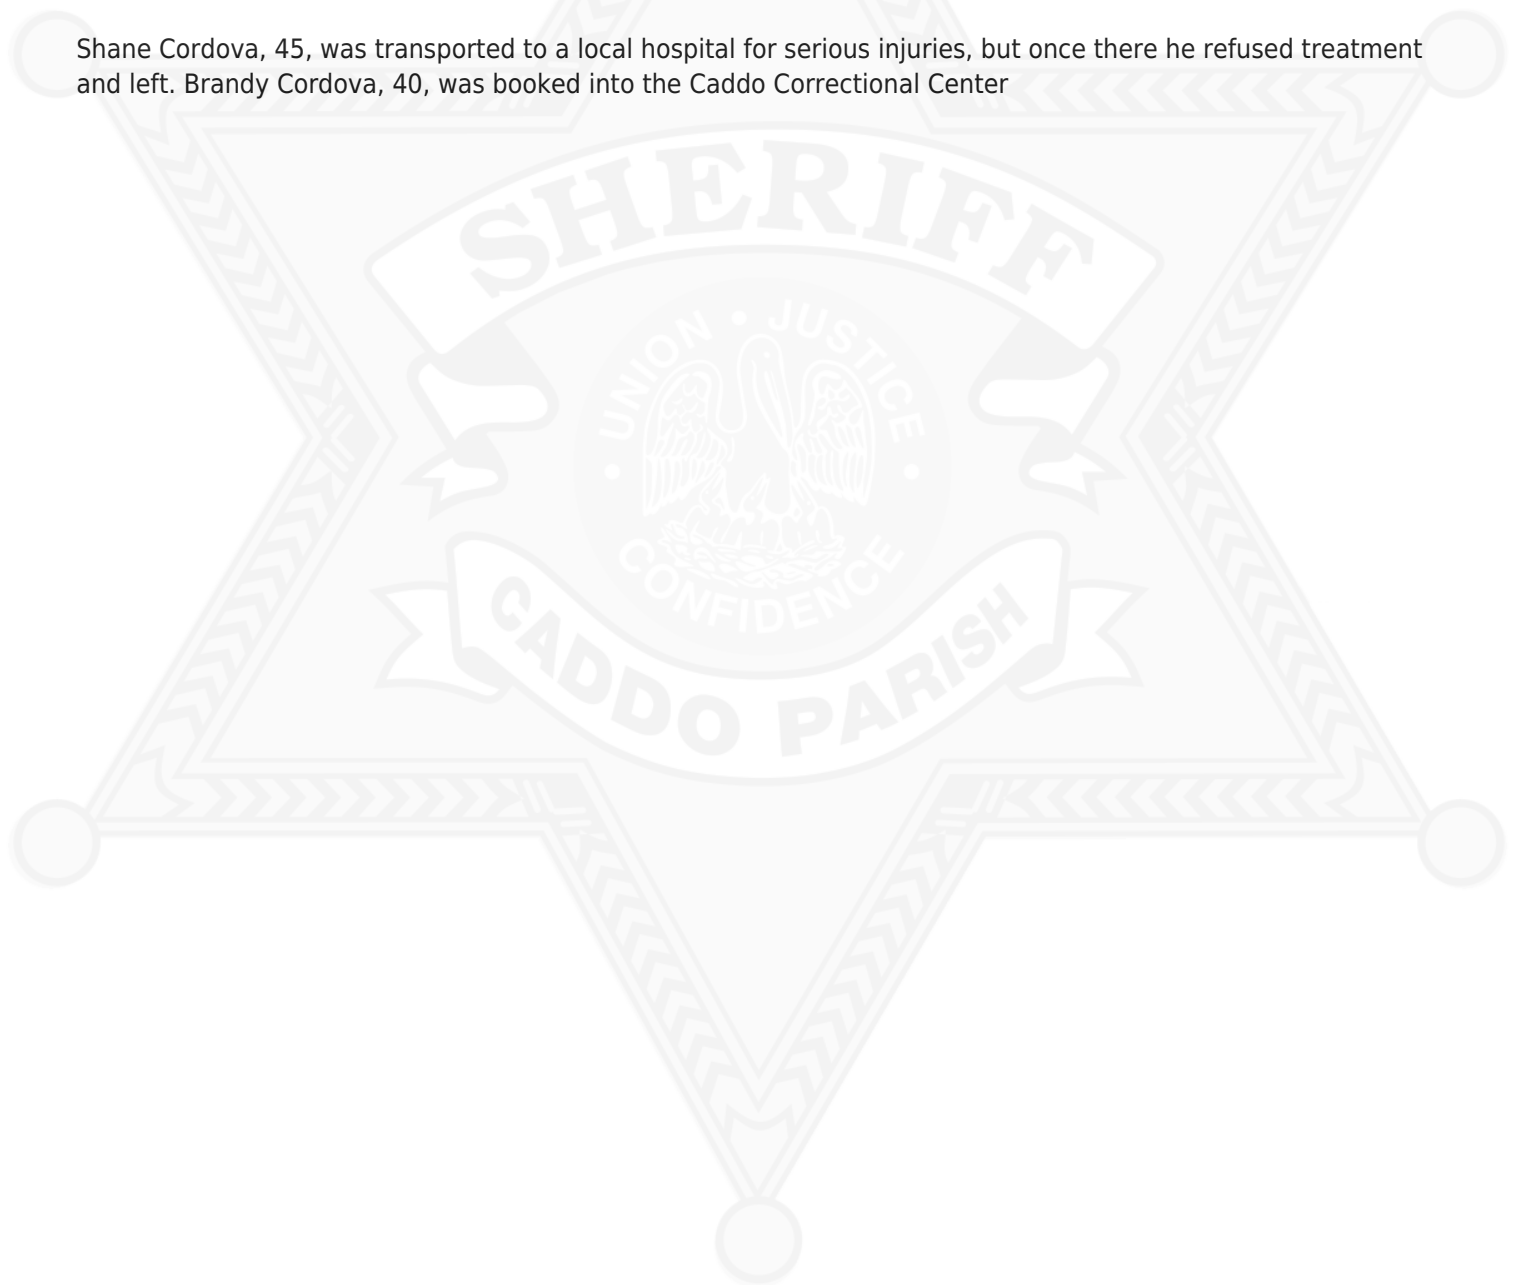 Shane Cordova, 45, was transported to a local hospital for serious injuries, but once there he refused treatment
and left. Brandy Cordova, 40, was booked into the Caddo Correctional Center
SHERIFF
UNION • JUSTICE
• CONFIDENCE •
CADDO PARISH